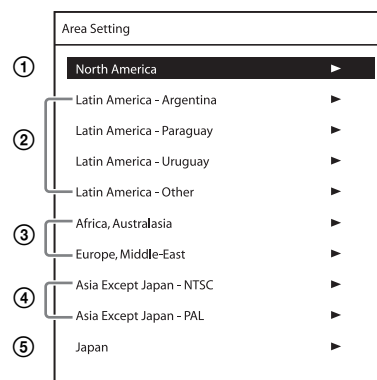 Area Setting
① North America ►
Latin America - Argentina ►
② Latin America - Paraguay ►
Latin America - Uruguay ►
Latin America - Other ►
③ Africa, Australasia ►
Europe, Middle-East ►
④ Asia Except Japan - NTSC ►
Asia Except Japan - PAL ►
⑤ Japan ►